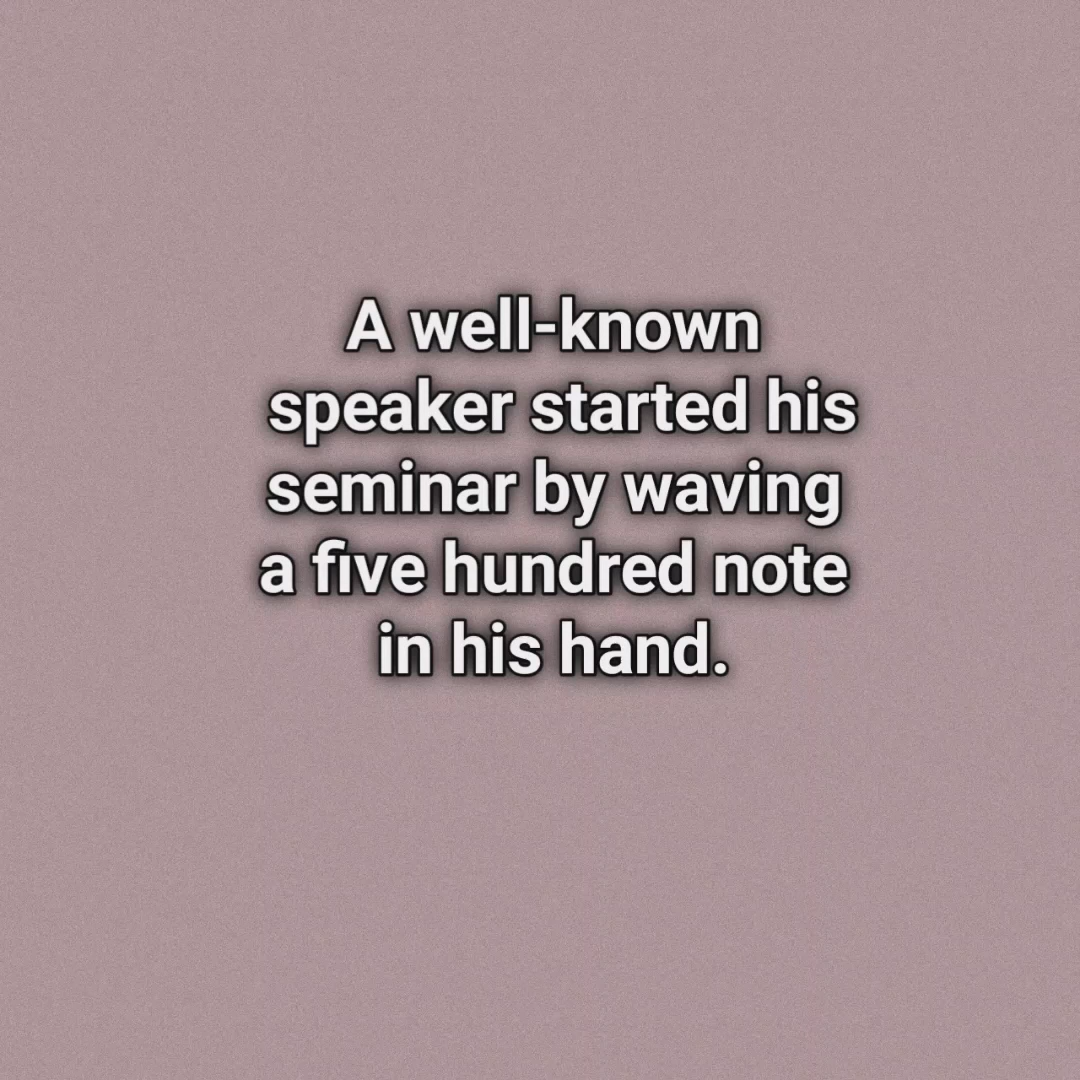 A well-known
speaker started his
seminar by waving
a five hundred note
in his hand.